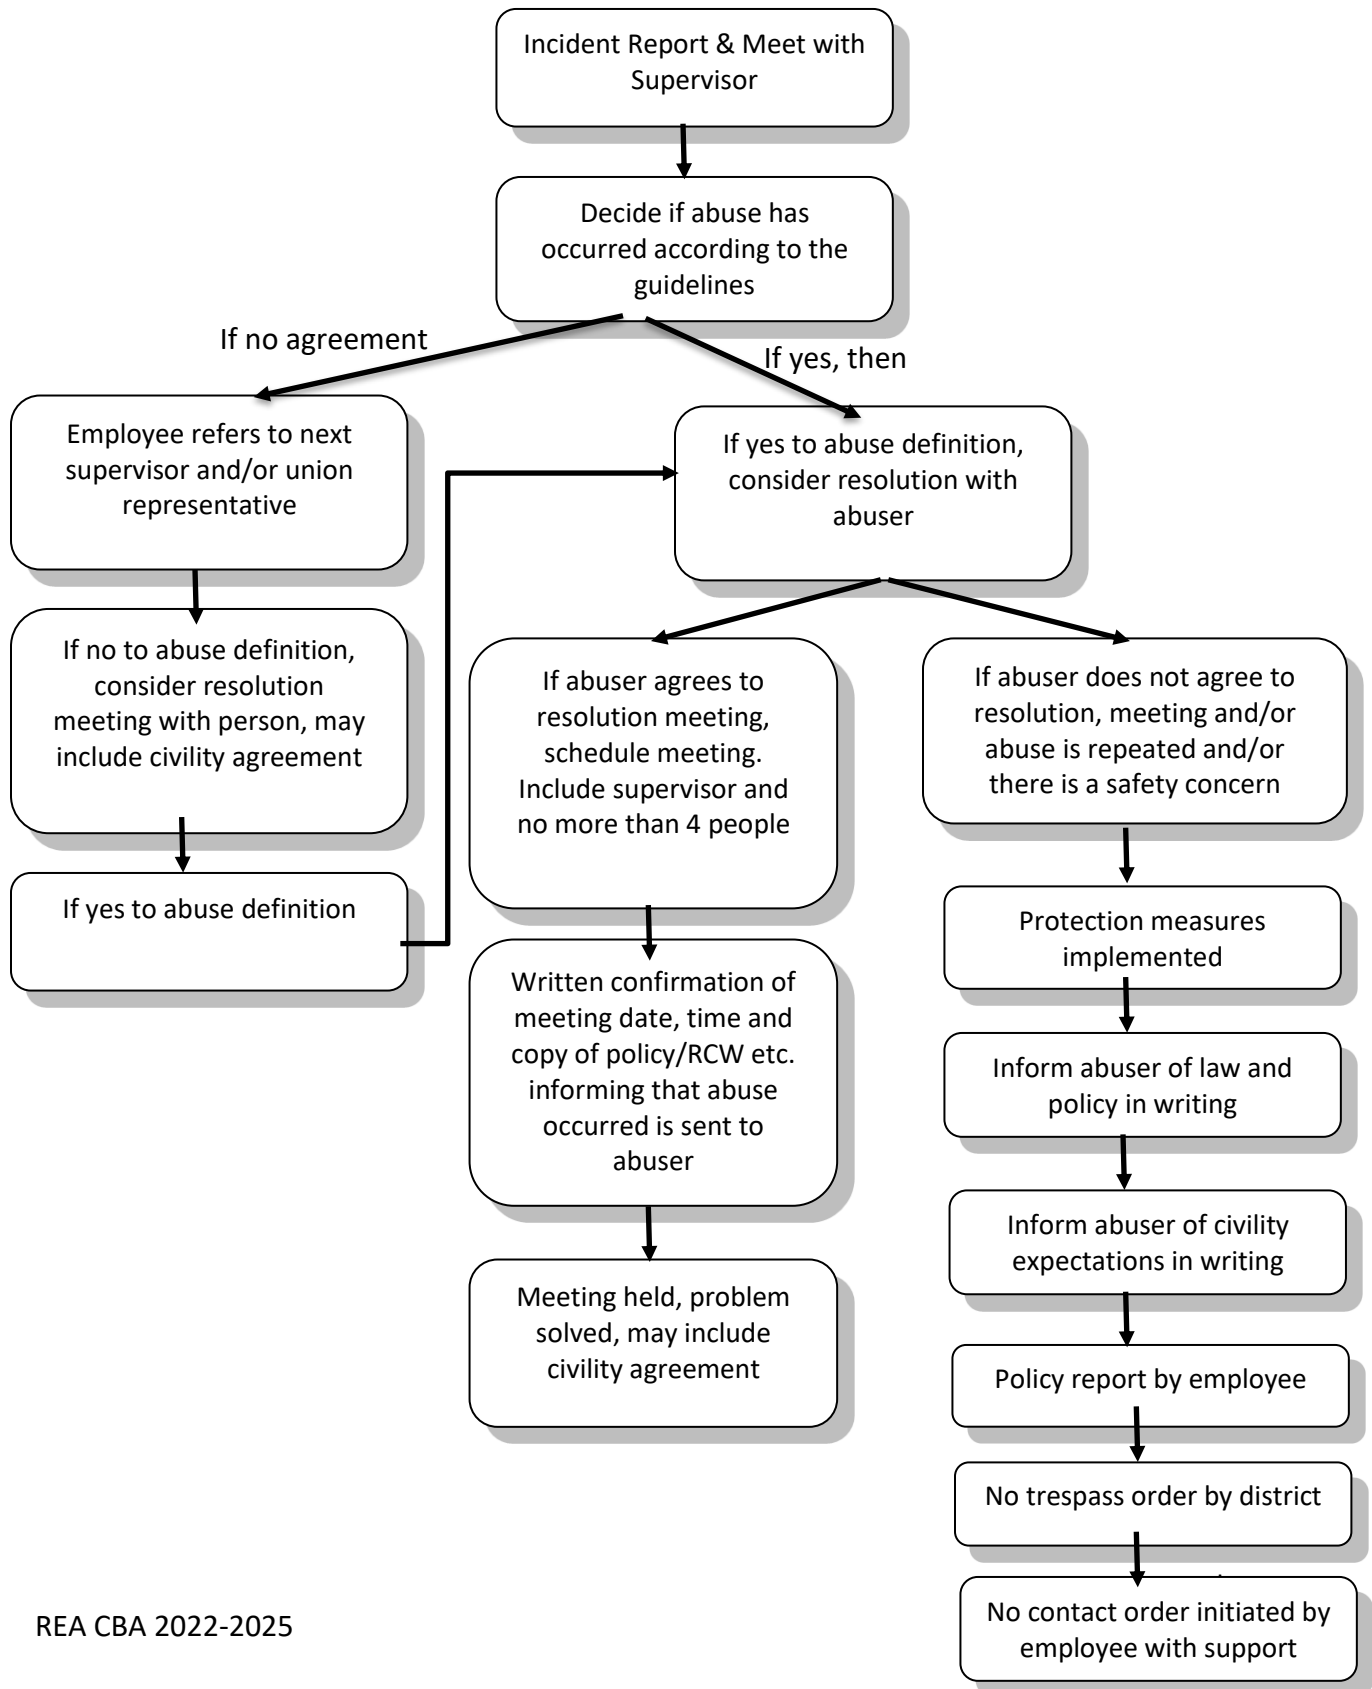 Incident Report & Meet with
Supervisor
Decide if abuse has
occurred according to the
guidelines
If no agreement
If yes, then
Employee refers to next
supervisor and/or union
representative
If yes to abuse definition,
consider resolution with
abuser
If no to abuse definition,
consider resolution
meeting with person, may
include civility agreement
If yes to abuse definition
If abuser agrees to
resolution meeting,
schedule meeting.
Include supervisor and
no more than 4 people
Written confirmation of
meeting date, time and
copy of policy/RCW etc.
informing that abuse
occurred is sent to
abuser
Meeting held, problem
solved, may include
civility agreement
If abuser does not agree to
resolution, meeting and/or
abuse is repeated and/or
there is a safety concern
Protection measures
implemented
Inform abuser of law and
policy in writing
Inform abuser of civility
expectations in writing
Policy report by employee
No trespass order by district
No contact order initiated by
employee with support
REA CBA 2022-2025